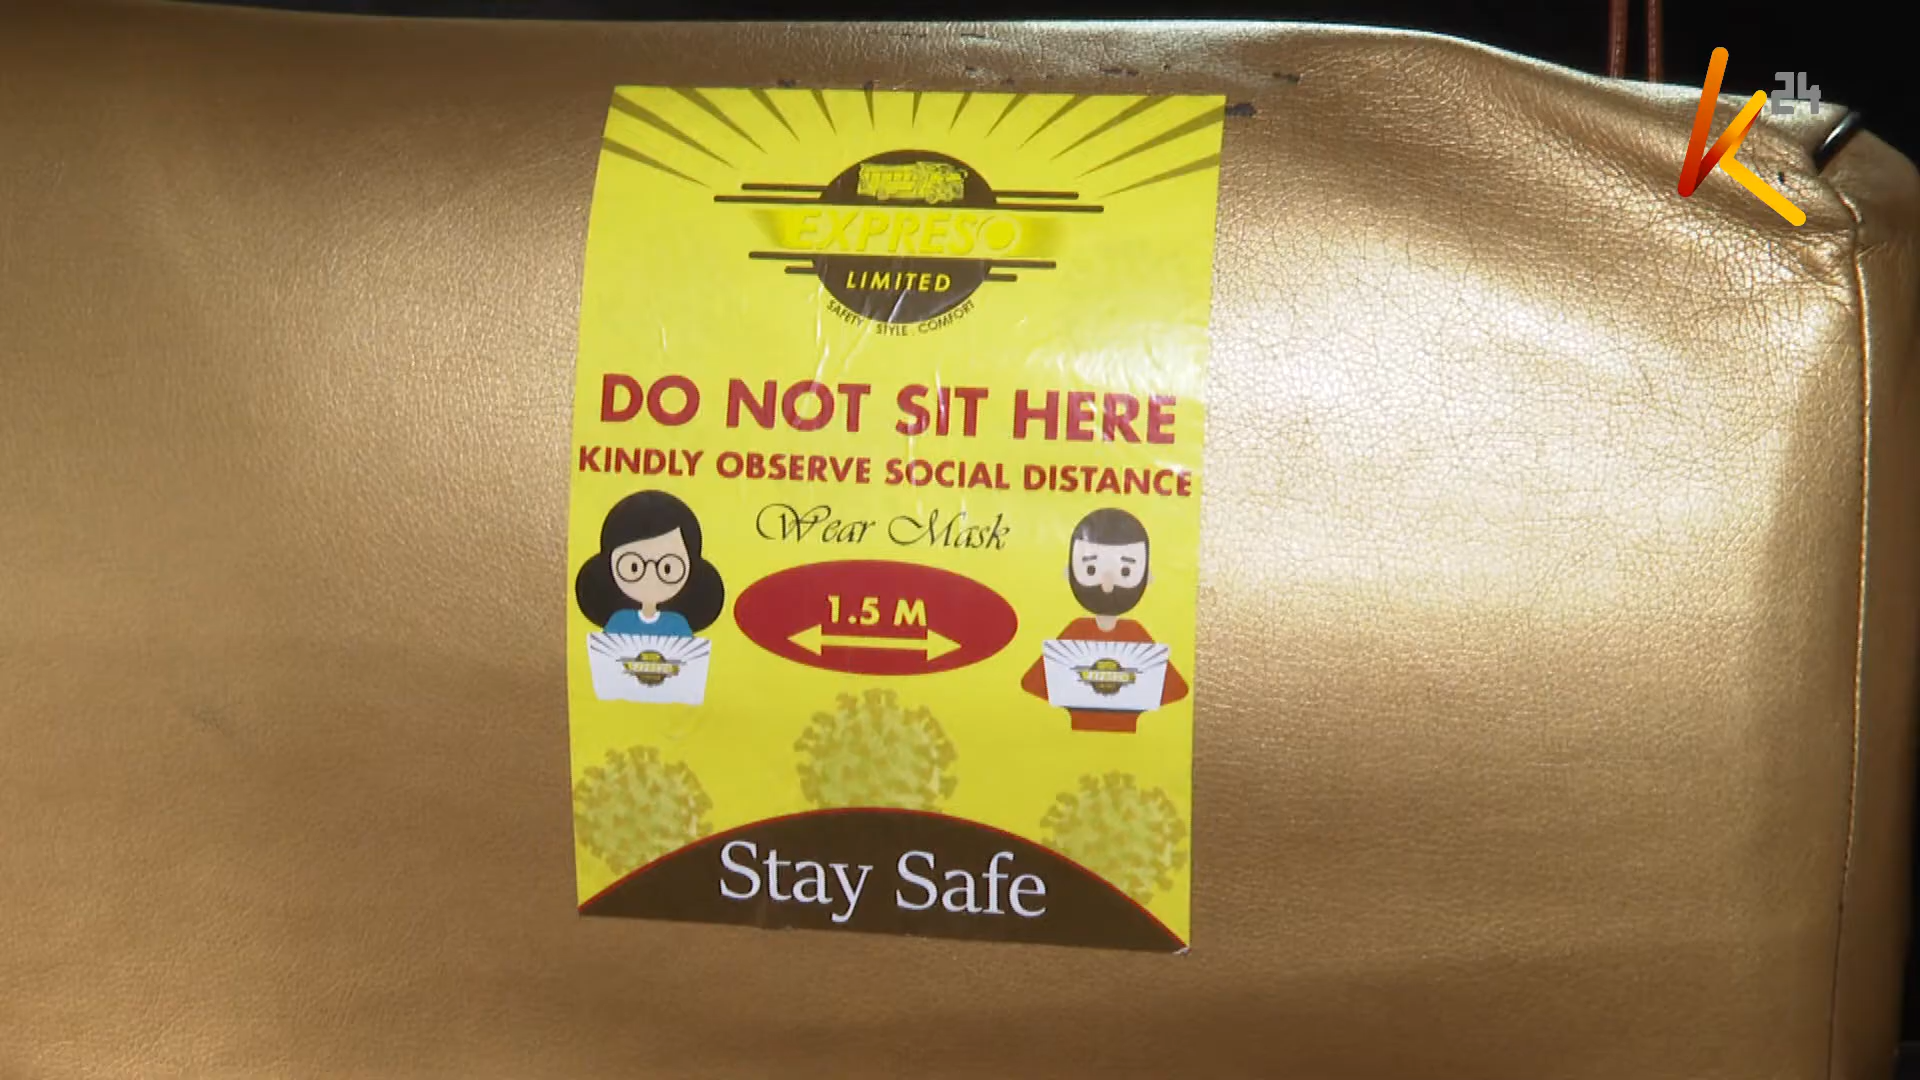 K24
EXPRESO
LIMITED
SAFETY . STYLE . COMFORT
DO NOT SIT HERE
KINDLY OBSERVE SOCIAL DISTANCE
Wear Mask
1.5 M
Stay Safe